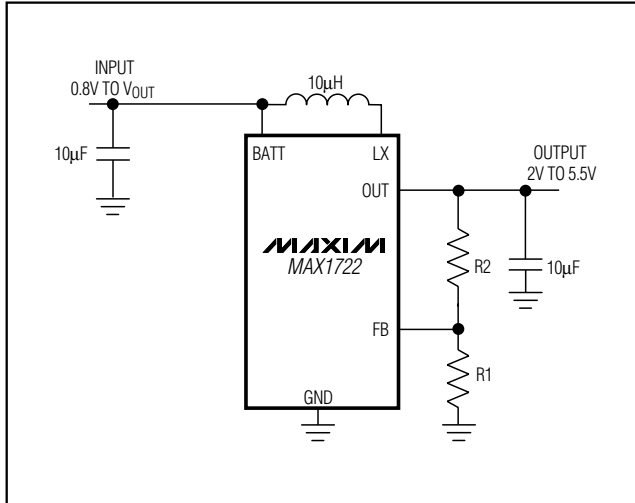 INPUT
0.8V TO VOUT
10µH
10µF
BATT
LX
OUT
OUTPUT
2V TO 5.5V
MAXIM
MAX1722
R2
10µF
FB
R1
GND